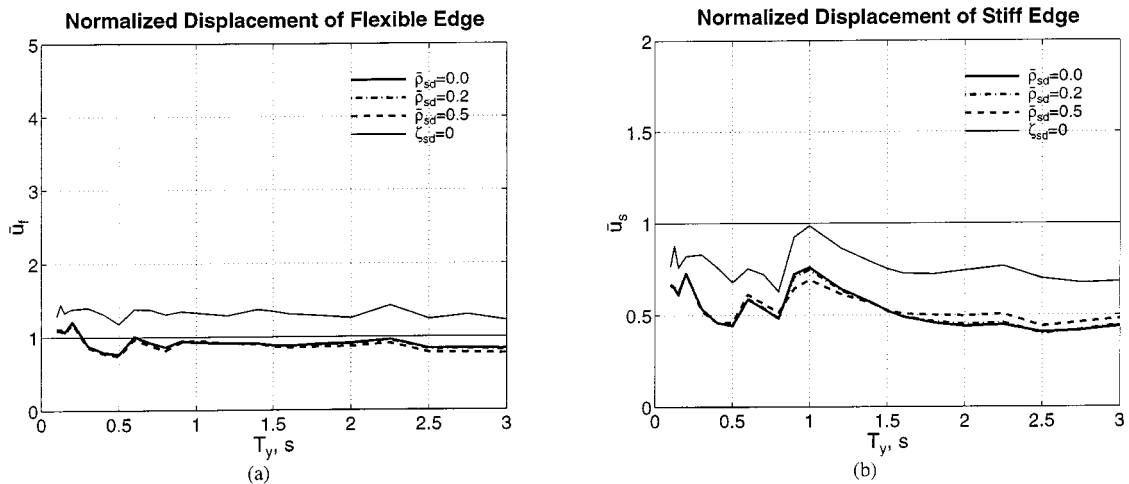 Normalized Displacement of Flexible Edge
5
4
3
2
1
0
ū_f
ρ̄_sd=0.0
ρ̄_sd=0.2
ρ̄_sd=0.5
ζ_sd=0
0 0.5 1 1.5 2 2.5 3
T_y, s
(a)
Normalized Displacement of Stiff Edge
2
1.5
1
0.5
0
ū_s
ρ̄_sd=0.0
ρ̄_sd=0.2
ρ̄_sd=0.5
ζ_sd=0
0 0.5 1 1.5 2 2.5 3
T_y, s
(b)